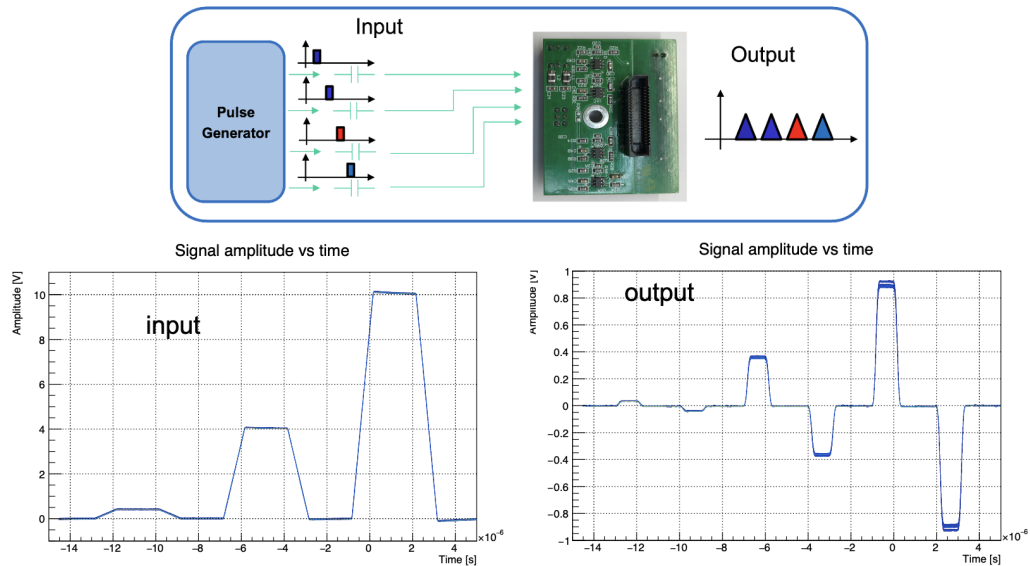 Input
Pulse
Generator
Output
Signal amplitude vs time
Amplitude [V]
input
10
8
6
4
2
0
−14 −12 −10 −8 −6 −4 −2 0 2 4
×10⁻⁶
Time [s]
Signal amplitude vs time
Amplitude [V]
output
1
0.8
0.6
0.4
0.2
0
−0.2
−0.4
−0.6
−0.8
−1
−14 −12 −10 −8 −6 −4 −2 0 2 4
×10⁻⁶
Time [s]